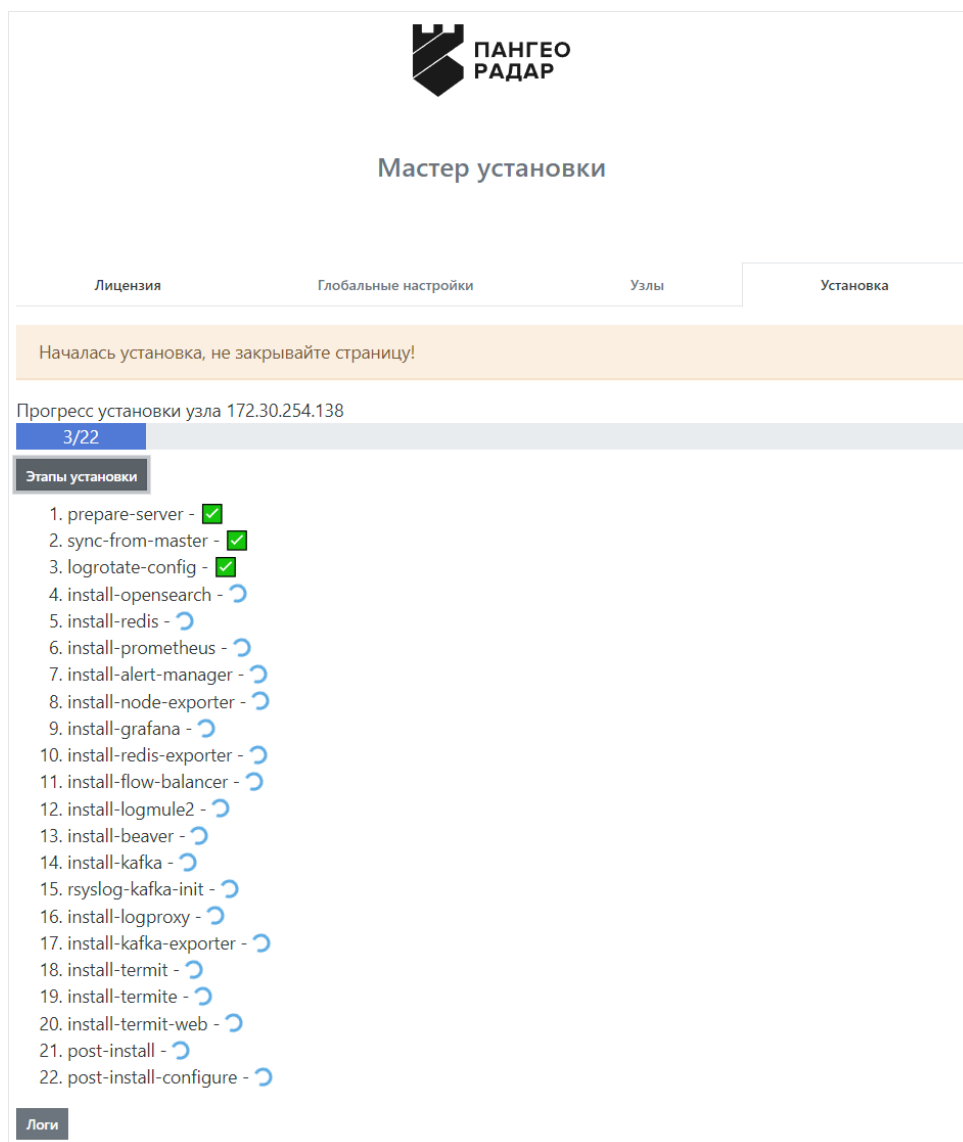 ПАНГЕО
РАДАР
Мастер установки
Лицензия Глобальные настройки Узлы Установка
Началась установка, не закрывайте страницу!
Прогресс установки узла 172.30.254.138
3/22
Этапы установки
1. prepare-server -
2. sync-from-master -
3. logrotate-config -
4. install-opensearch -
5. install-redis -
6. install-prometheus -
7. install-alert-manager -
8. install-node-exporter -
9. install-grafana -
10. install-redis-exporter -
11. install-flow-balancer -
12. install-logmule2 -
13. install-beaver -
14. install-kafka -
15. rsyslog-kafka-init -
16. install-logproxy -
17. install-kafka-exporter -
18. install-termit -
19. install-termite -
20. install-termit-web -
21. post-install -
22. post-install-configure -
Логи